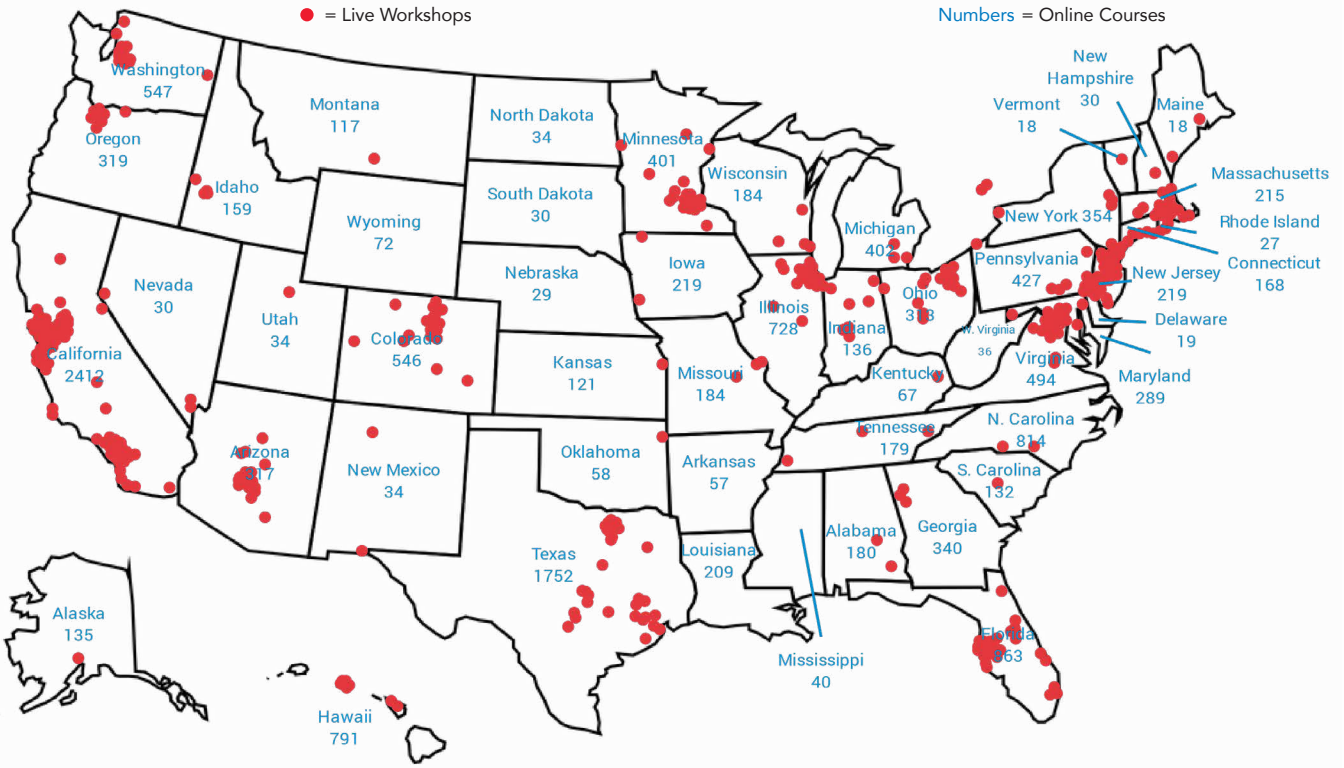 = Live Workshops
Numbers = Online Courses
Washington
547
Oregon
319
Idaho
159
Montana
117
Wyoming
72
North Dakota
34
South Dakota
30
Nebraska
29
Minnesota
401
Wisconsin
184
Iowa
219
Michigan
402
Illinois
728
Indiana
136
Ohio
Kentucky
67
W. Virginia
36
Virginia
494
Pennsylvania
427
New York 354
Vermont
18
New
Hampshire
30
Maine
18
Massachusetts
215
Rhode Island
27
Connecticut
168
New Jersey
219
Delaware
19
Maryland
289
Nevada
30
Utah
34
Colorado
546
California
2412
Arizona
New Mexico
34
Kansas
121
Missouri
184
Oklahoma
58
Arkansas
57
Tennessee
179
N. Carolina
814
S. Carolina
132
Georgia
340
Alabama
180
Mississippi
40
Louisiana
209
Texas
1752
Florida
863
Alaska
135
Hawaii
791